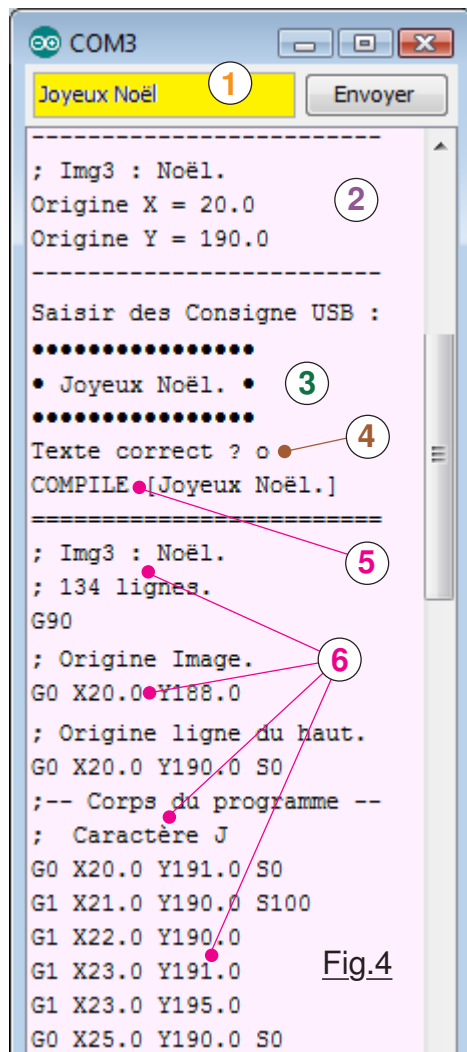 COM3
Joyeux Noël 1 Envoyer
--------------------------
; Img3 : Noël.
Origine X = 20.0 2
Origine Y = 190.0
--------------------------
Saisir des Consigne USB :
●●●●●●●●●●●●●●●●
• Joyeux Noël. • 3
●●●●●●●●●●●●●●●●
Texte correct ? o 4
COMPILE [Joyeux Noël.]
==========================
; Img3 : Noël. 5
; 134 lignes.
G90
; Origine Image. 6
G0 X20.0 Y188.0
; Origine ligne du haut.
G0 X20.0 Y190.0 S0
;-- Corps du programme --
;  Caractère J
G0 X20.0 Y191.0 S0
G1 X21.0 Y190.0 S100
G1 X22.0 Y190.0
G1 X23.0 Y191.0 Fig.4
G1 X23.0 Y195.0
G0 X25.0 Y190.0 S0